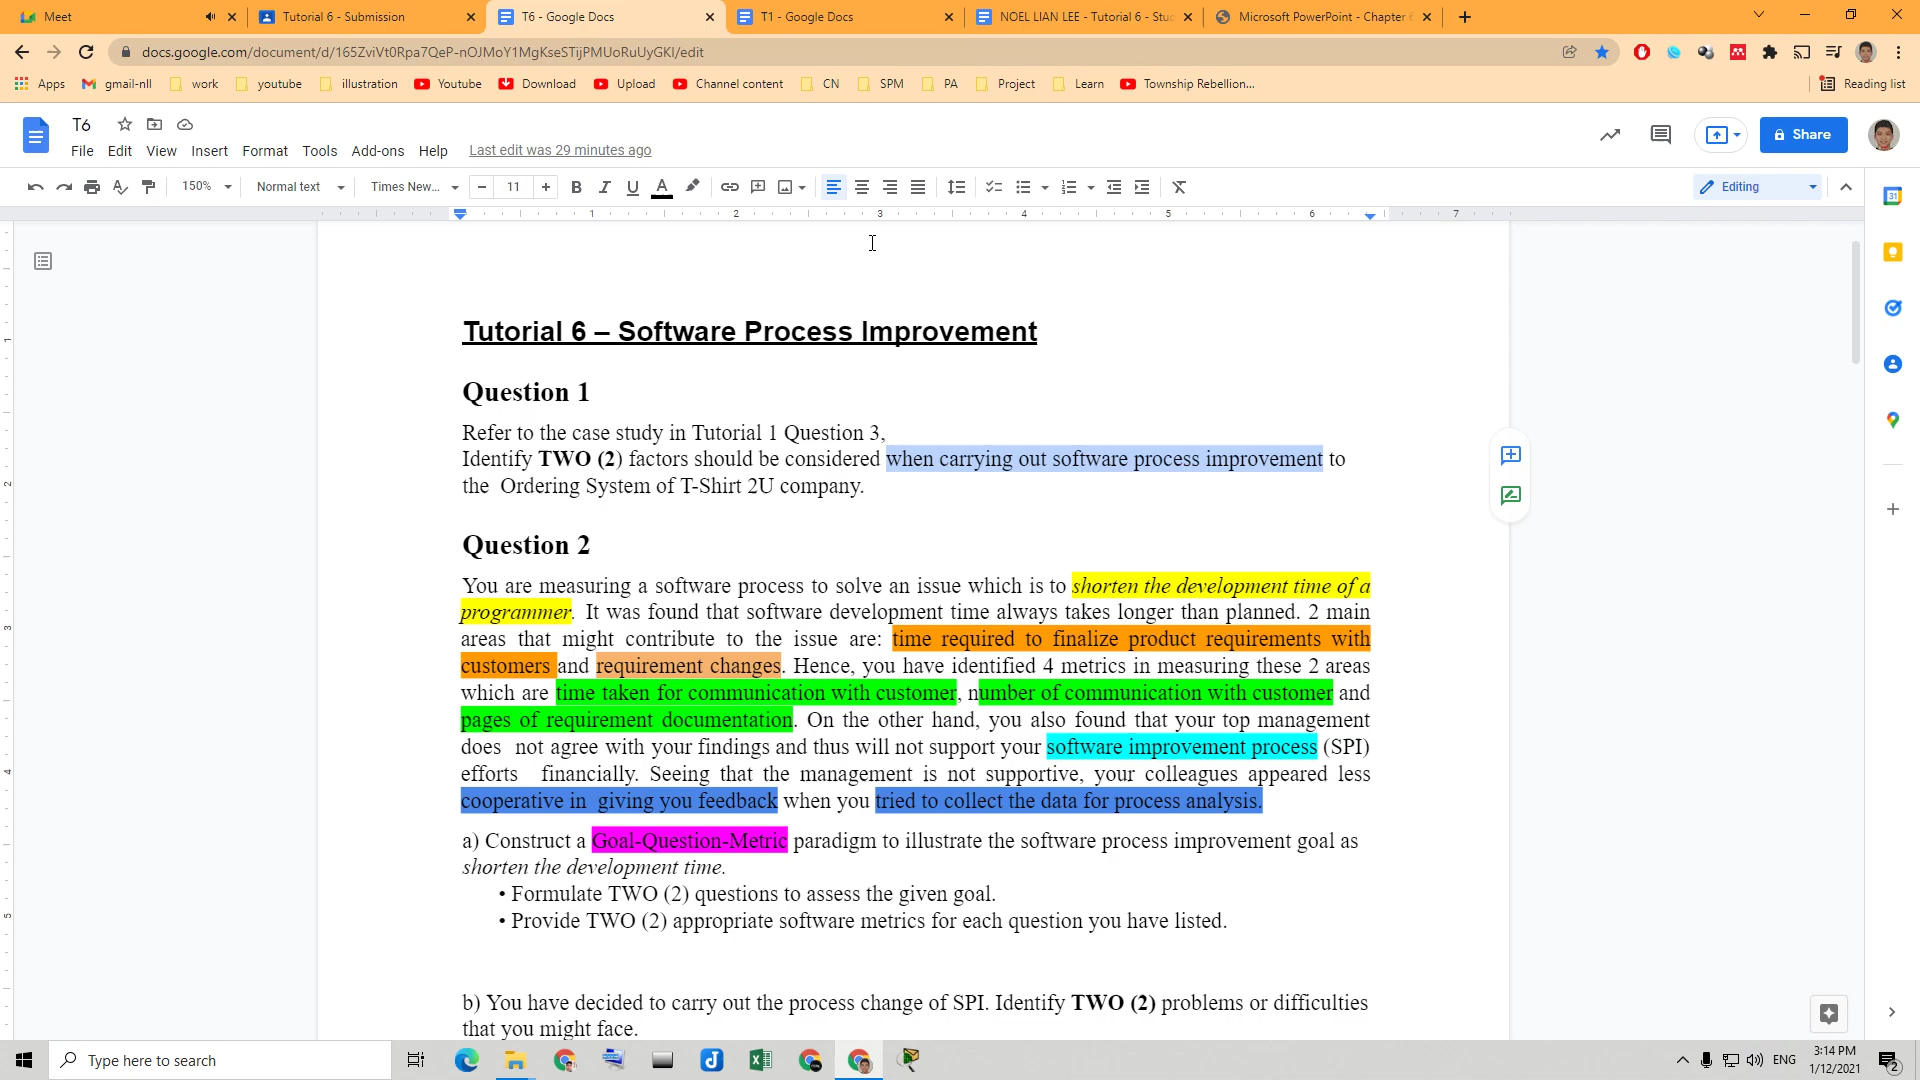 Meet
Tutorial 6 - Submission
T6 - Google Docs
T1 - Google Docs
NOEL LIAN LEE - Tutorial 6 - Stu
Microsoft PowerPoint - Chapter 6
docs.google.com/document/d/165ZviVt0Rpa7QeP-nOJMoY1MgKseSTijPMUoRuUyGKI/edit
Apps gmail-nll work youtube illustration Youtube Download Upload Channel content CN SPM PA Project Learn Township Rebellion... Reading list
T6
File Edit View Insert Format Tools Add-ons Help Last edit was 29 minutes ago
Share
150% Normal text Times New... 11 Editing
1 2 3 4 5 6 7
Tutorial 6 – Software Process Improvement
Question 1
Refer to the case study in Tutorial 1 Question 3,
Identify TWO (2) factors should be considered when carrying out software process improvement to
the Ordering System of T-Shirt 2U company.
Question 2
You are measuring a software process to solve an issue which is to shorten the development time of a
programmer. It was found that software development time always takes longer than planned. 2 main
areas that might contribute to the issue are: time required to finalize product requirements with
customers and requirement changes. Hence, you have identified 4 metrics in measuring these 2 areas
which are time taken for communication with customer, number of communication with customer and
pages of requirement documentation. On the other hand, you also found that your top management
does not agree with your findings and thus will not support your software improvement process (SPI)
efforts financially. Seeing that the management is not supportive, your colleagues appeared less
cooperative in giving you feedback when you tried to collect the data for process analysis.
a) Construct a Goal-Question-Metric paradigm to illustrate the software process improvement goal as
shorten the development time.
• Formulate TWO (2) questions to assess the given goal.
• Provide TWO (2) appropriate software metrics for each question you have listed.
b) You have decided to carry out the process change of SPI. Identify TWO (2) problems or difficulties
that you might face.
Type here to search
ENG
3:14 PM
1/12/2021
2